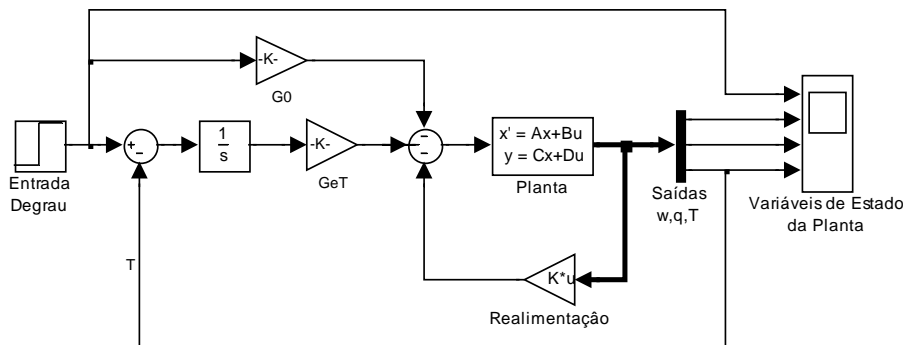 -K-
G0
Entrada
Degrau
+
−
1
s
-K-
GeT
−
−
−
x' = Ax+Bu
y = Cx+Du
Planta
Saídas
w,q,T
Variáveis de Estado
da Planta
T
K*u
Realimentaçâo